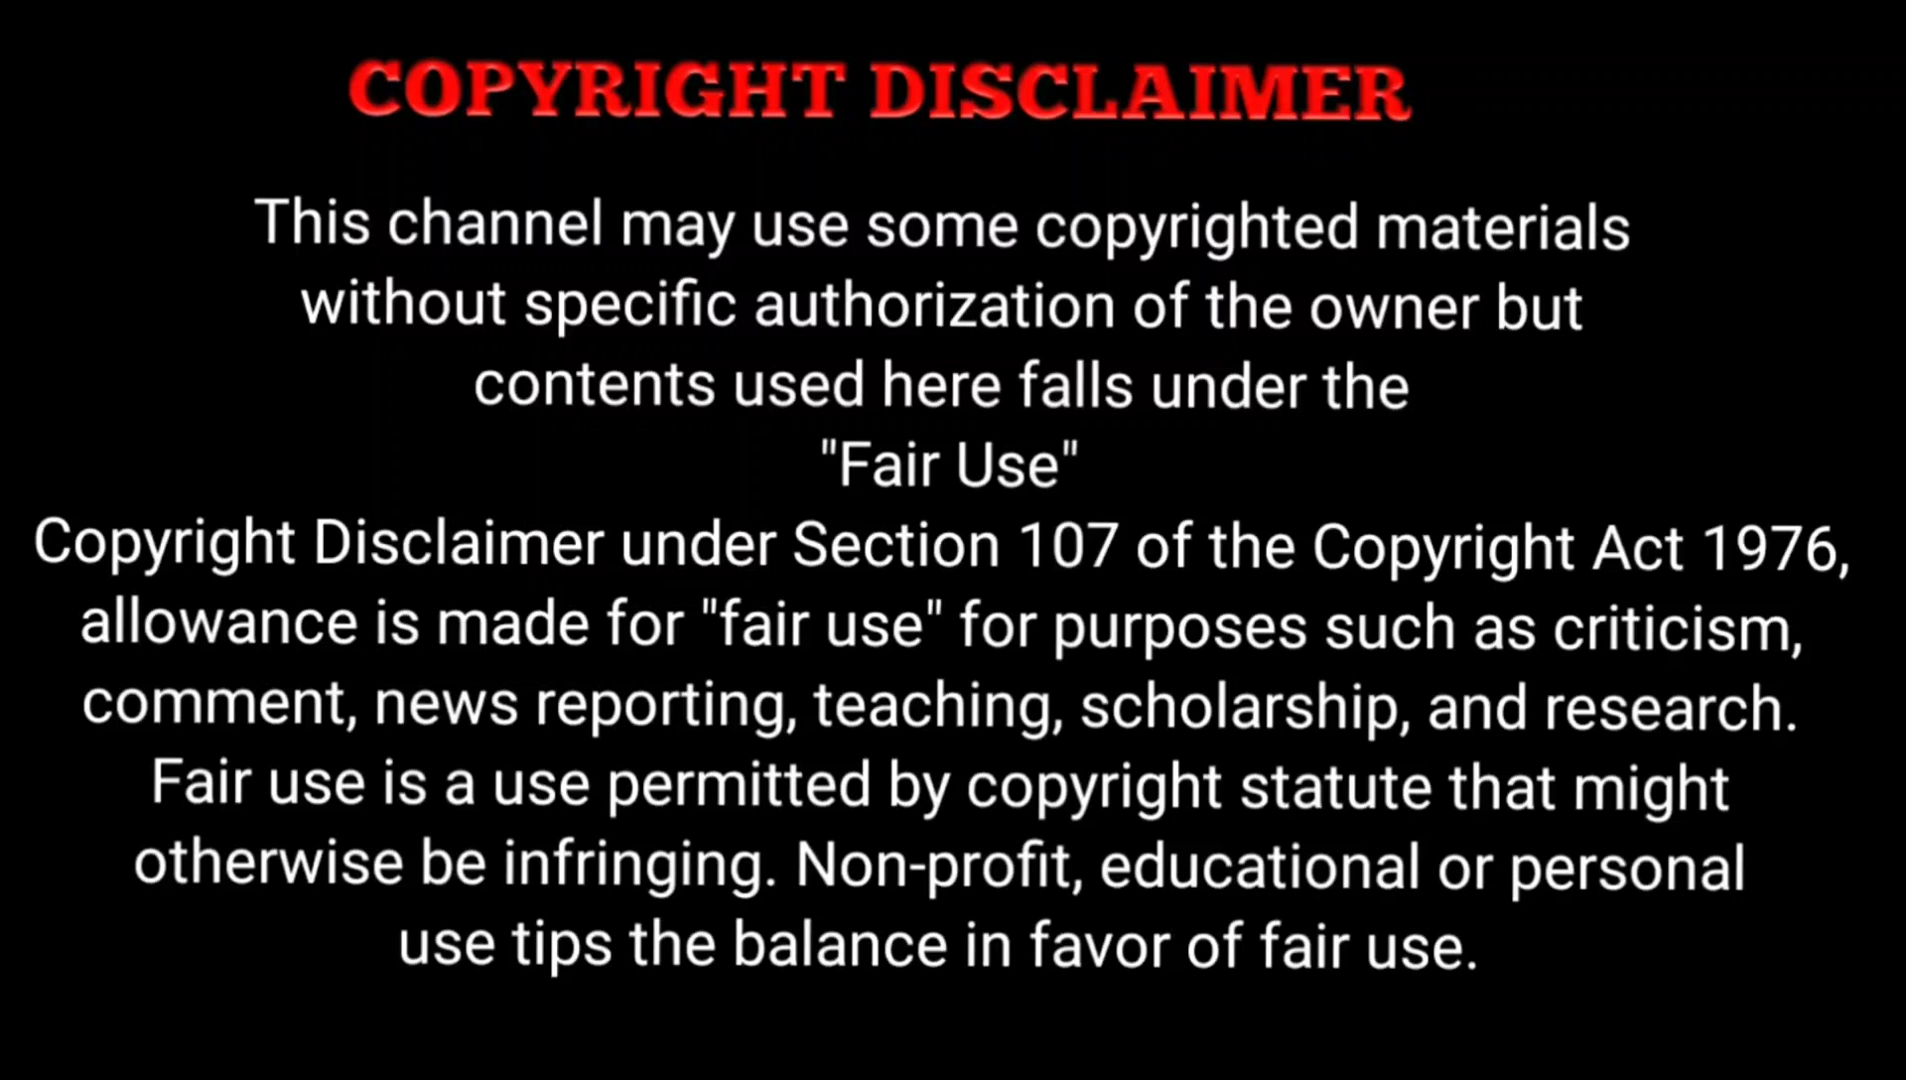 COPYRIGHT DISCLAIMER
This channel may use some copyrighted materials
without specific authorization of the owner but
contents used here falls under the
"Fair Use"
Copyright Disclaimer under Section 107 of the Copyright Act 1976,
allowance is made for "fair use" for purposes such as criticism,
comment, news reporting, teaching, scholarship, and research.
Fair use is a use permitted by copyright statute that might
otherwise be infringing. Non-profit, educational or personal
use tips the balance in favor of fair use.